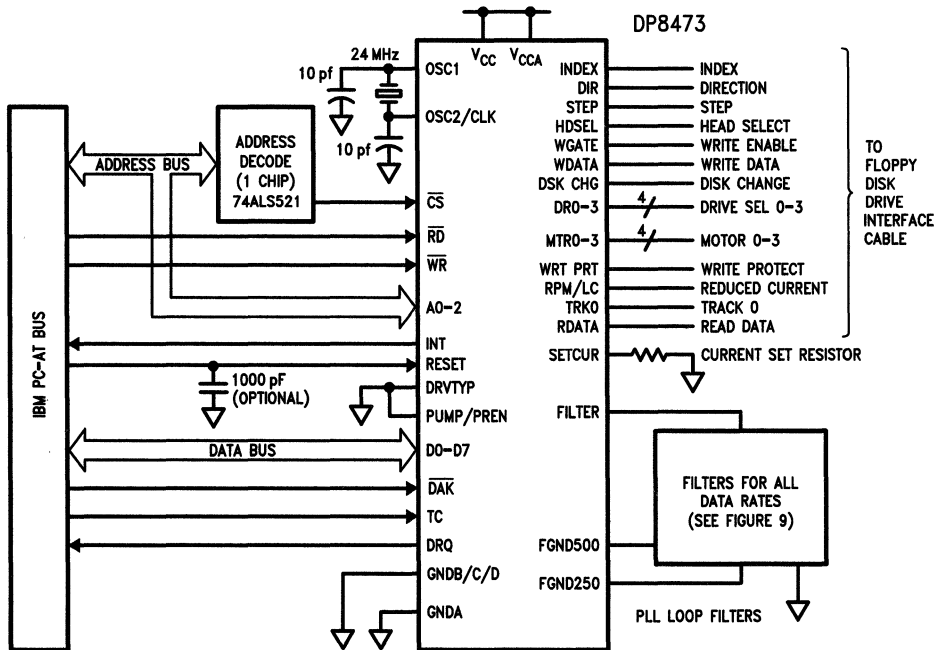 DP8473
24 MHz
10 pf
10 pf
IBM PC-AT BUS
ADDRESS BUS
ADDRESS
DECODE
(1 CHIP)
74ALS521
1000 pF
(OPTIONAL)
DATA BUS
VCC VCCA
OSC1
OSC2/CLK
CS
RD
WR
A0-2
INT
RESET
DRVTYP
PUMP/PREN
D0-D7
DAK
TC
DRQ
GNDB/C/D
GNDA
INDEX INDEX
DIR DIRECTION
STEP STEP
HDSEL HEAD SELECT
WGATE WRITE ENABLE
WDATA WRITE DATA
DSK CHG DISK CHANGE
DR0-3 4 DRIVE SEL 0-3
MTR0-3 4 MOTOR 0-3
WRT PRT WRITE PROTECT
RPM/LC REDUCED CURRENT
TRK0 TRACK 0
RDATA READ DATA
SETCUR CURRENT SET RESISTOR
FILTER
FGND500
FGND250
TO
FLOPPY
DISK
DRIVE
INTERFACE
CABLE
FILTERS FOR ALL
DATA RATES
(SEE FIGURE 9)
PLL LOOP FILTERS